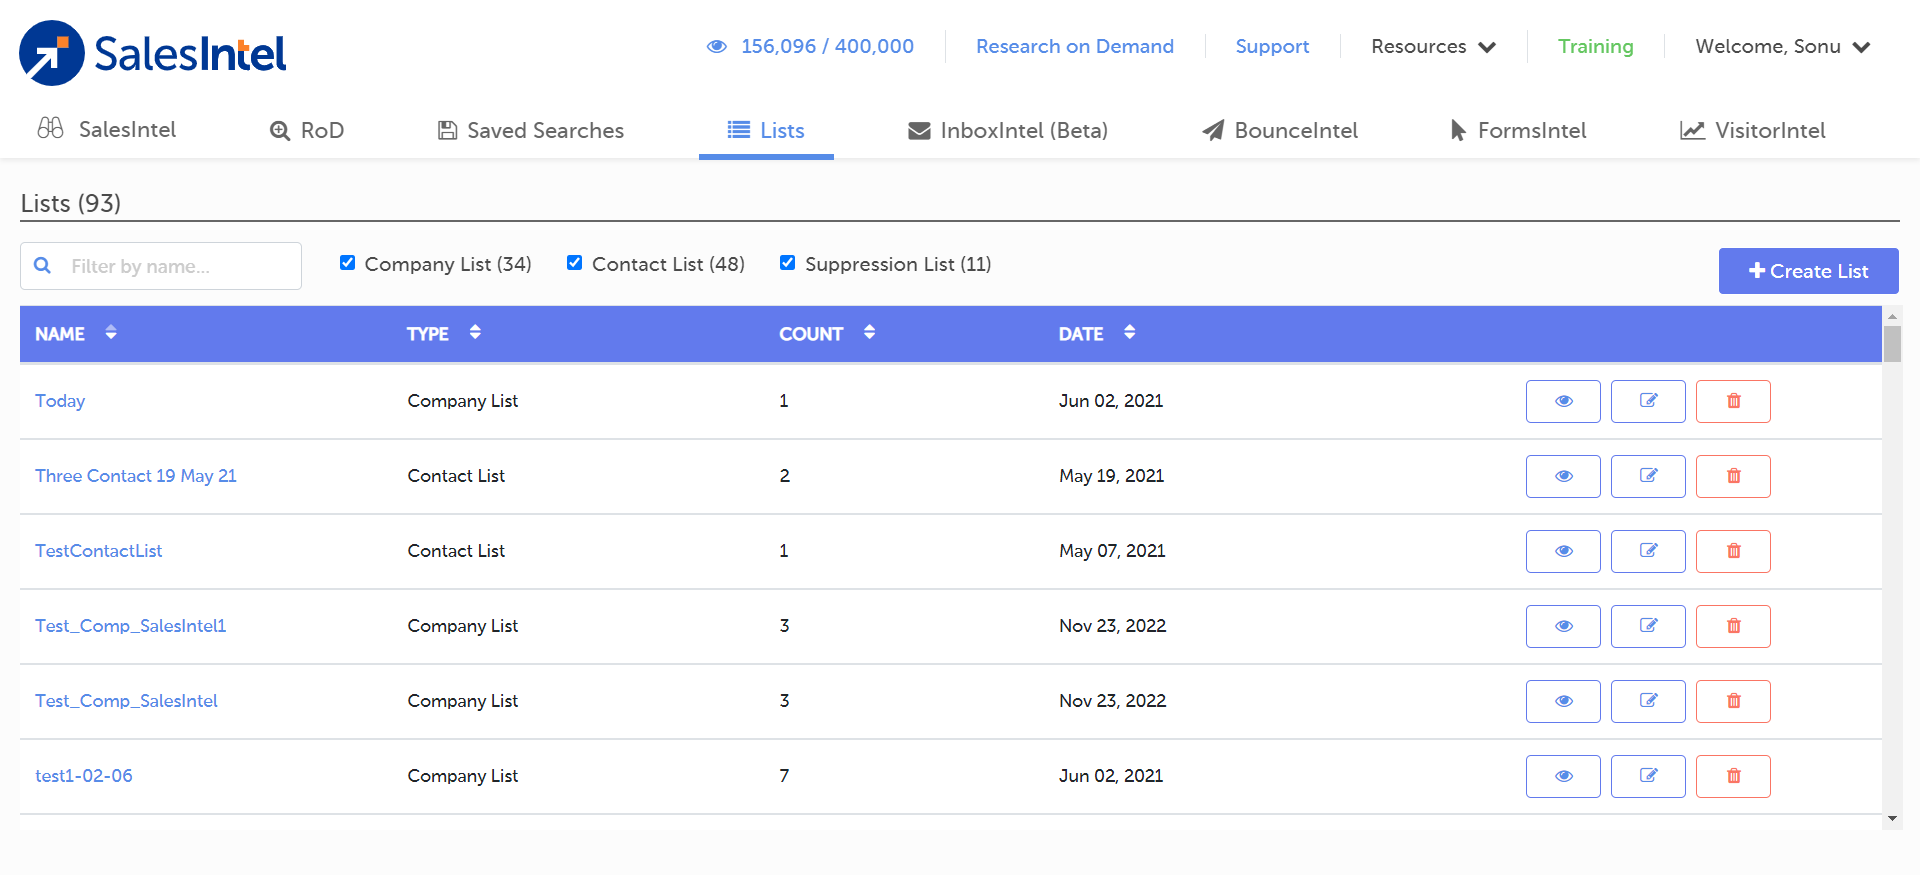 SalesIntel
156,096 / 400,000 Research on Demand Support Resources Training Welcome, Sonu
SalesIntel RoD Saved Searches Lists InboxIntel (Beta) BounceIntel FormsIntel VisitorIntel
Lists (93)
Filter by name... Company List (34) Contact List (48) Suppression List (11) Create List
NAME TYPE COUNT DATE
Today Company List 1 Jun 02, 2021
Three Contact 19 May 21 Contact List 2 May 19, 2021
TestContactList Contact List 1 May 07, 2021
Test_Comp_SalesIntel1 Company List 3 Nov 23, 2022
Test_Comp_SalesIntel Company List 3 Nov 23, 2022
test1-02-06 Company List 7 Jun 02, 2021